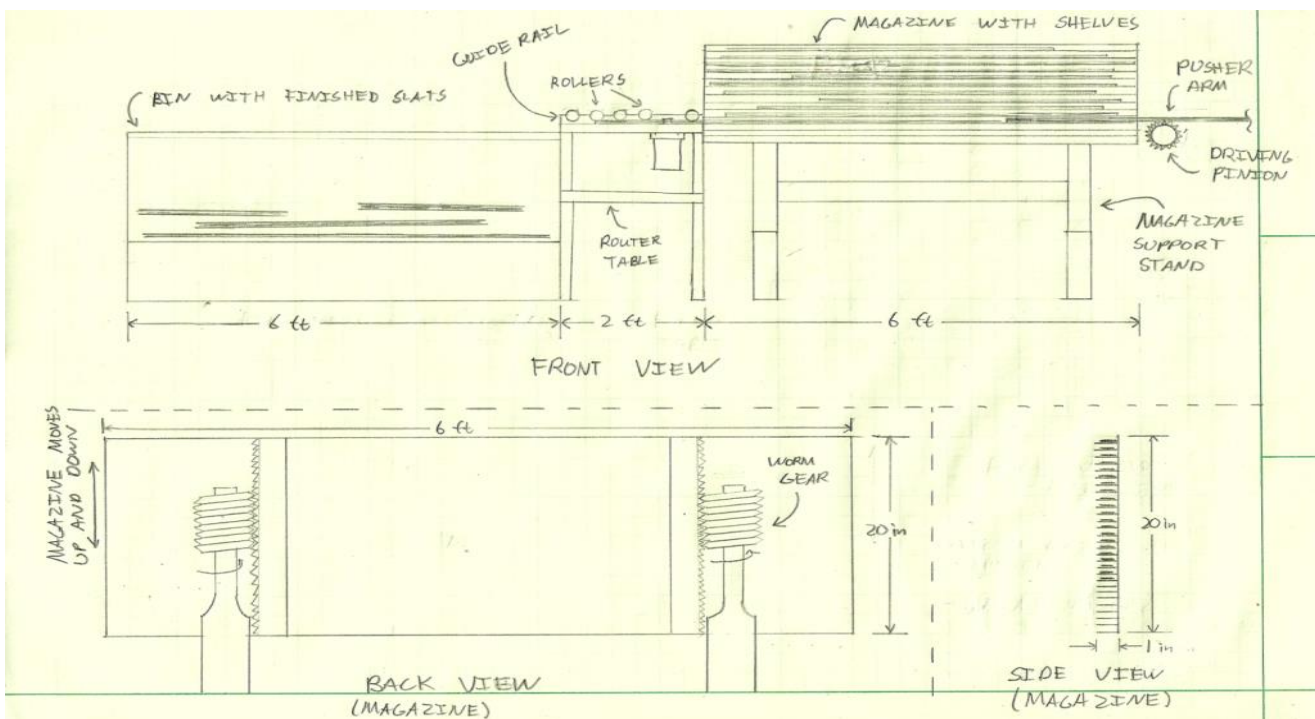 MAGAZINE WITH SHELVES
GUIDE RAIL
ROLLERS
PUSHER
ARM
BIN WITH FINISHED SLATS
DRIVING
PINION
ROUTER
TABLE
MAGAZINE
SUPPORT
STAND
6 ft
2 ft
6 ft
FRONT VIEW
MAGAZINE MOVES
UP AND DOWN
6 ft
WORM
GEAR
20 in
20 in
1 in
BACK VIEW
(MAGAZINE)
SIDE VIEW
(MAGAZINE)